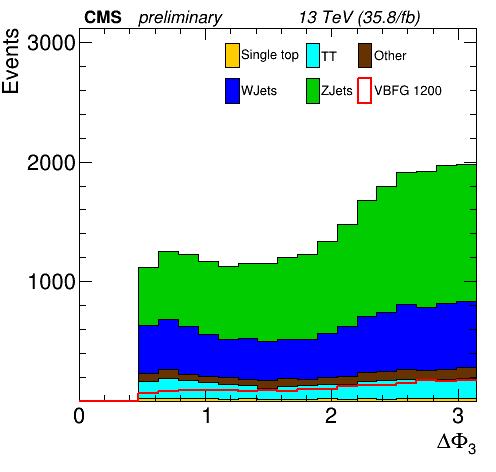 CMS preliminary 13 TeV (35.8/fb)
Events
3000
2000
1000
Single top TT Other
WJets ZJets VBFG 1200
0 1 2 3
ΔΦ3